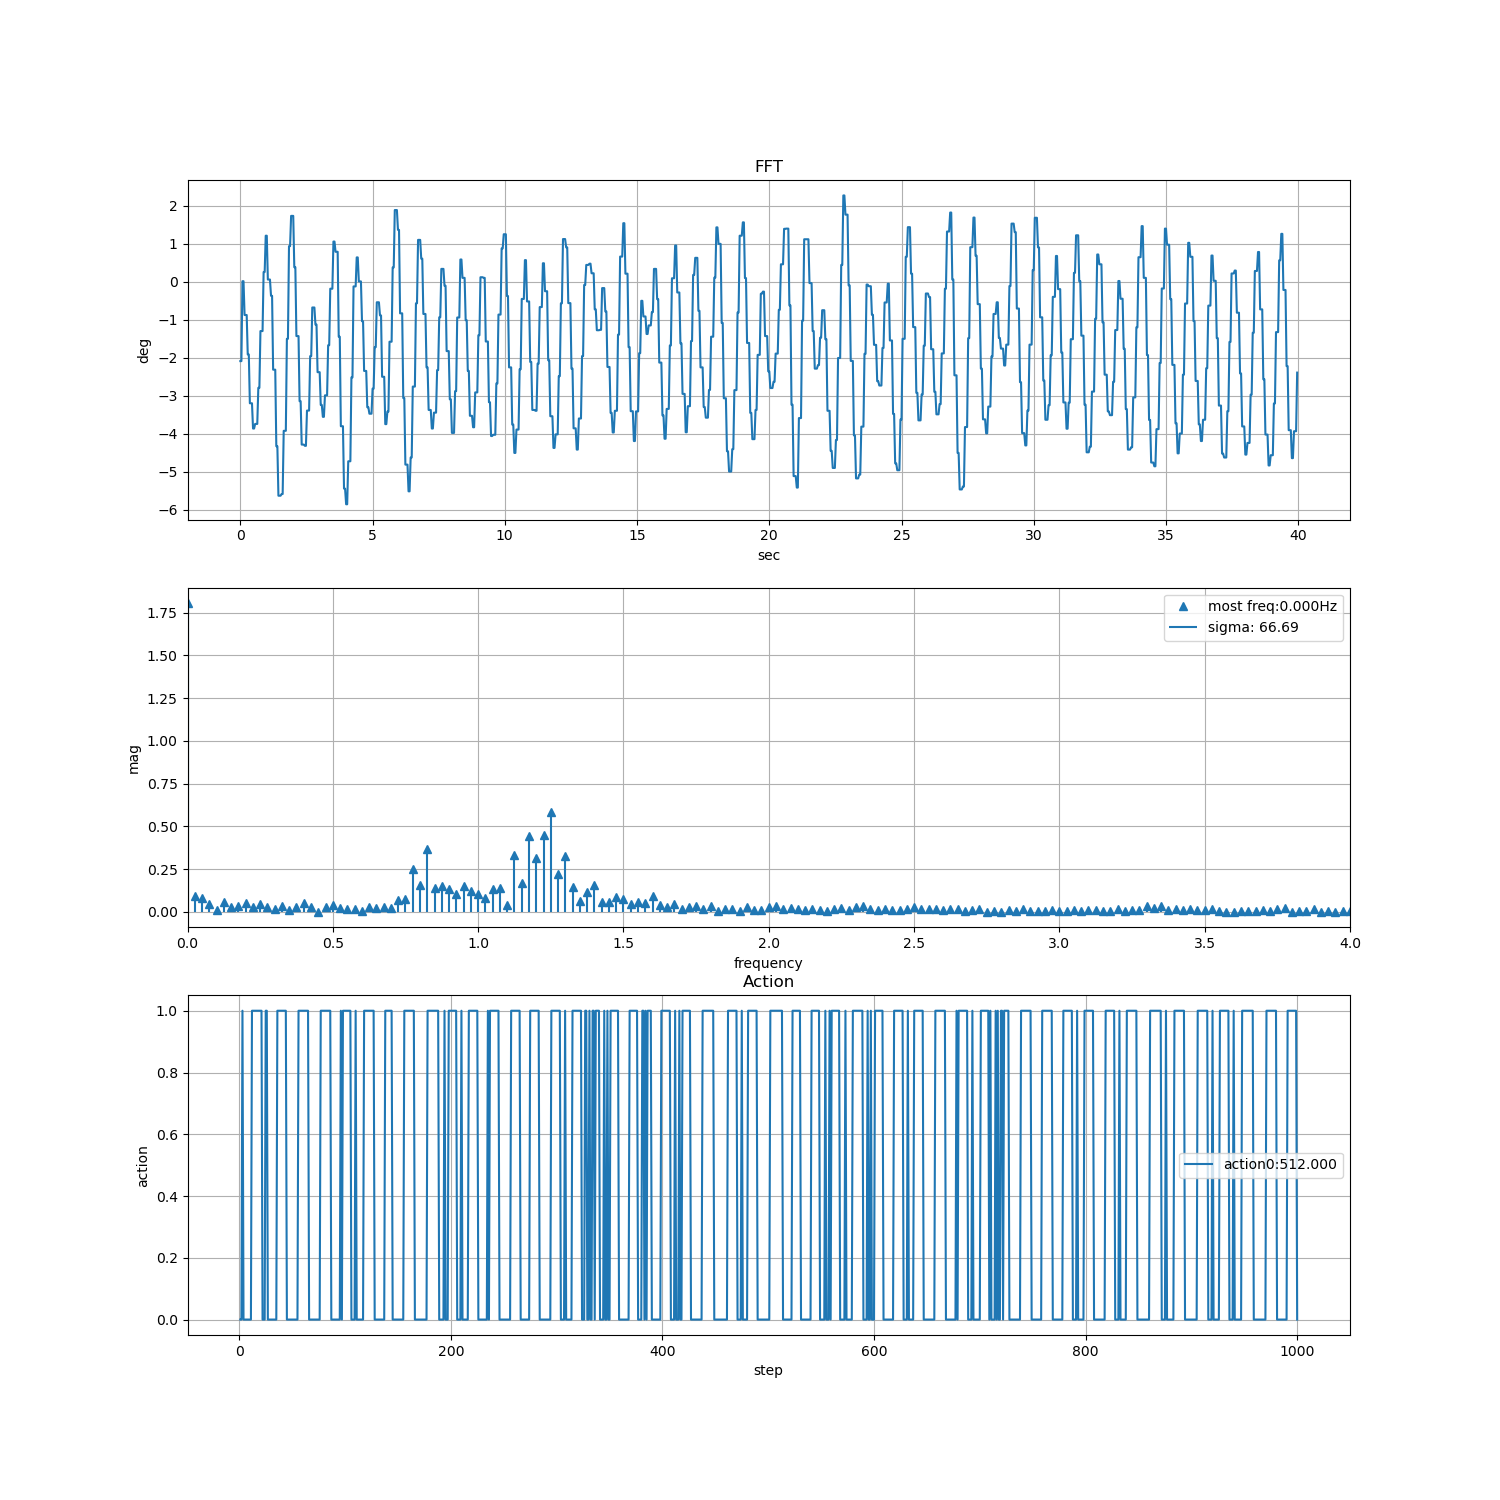 FFT
2
1
0
−1
−2
−3
−4
−5
−6
deg
0 5 10 15 20 25 30 35 40
sec
most freq:0.000Hz
sigma: 66.69
1.75
1.50
1.25
1.00
0.75
0.50
0.25
0.00
mag
0.0 0.5 1.0 1.5 2.0 2.5 3.0 3.5 4.0
frequency
Action
1.0
0.8
0.6
0.4
0.2
0.0
action
action0:512.000
0 200 400 600 800 1000
step